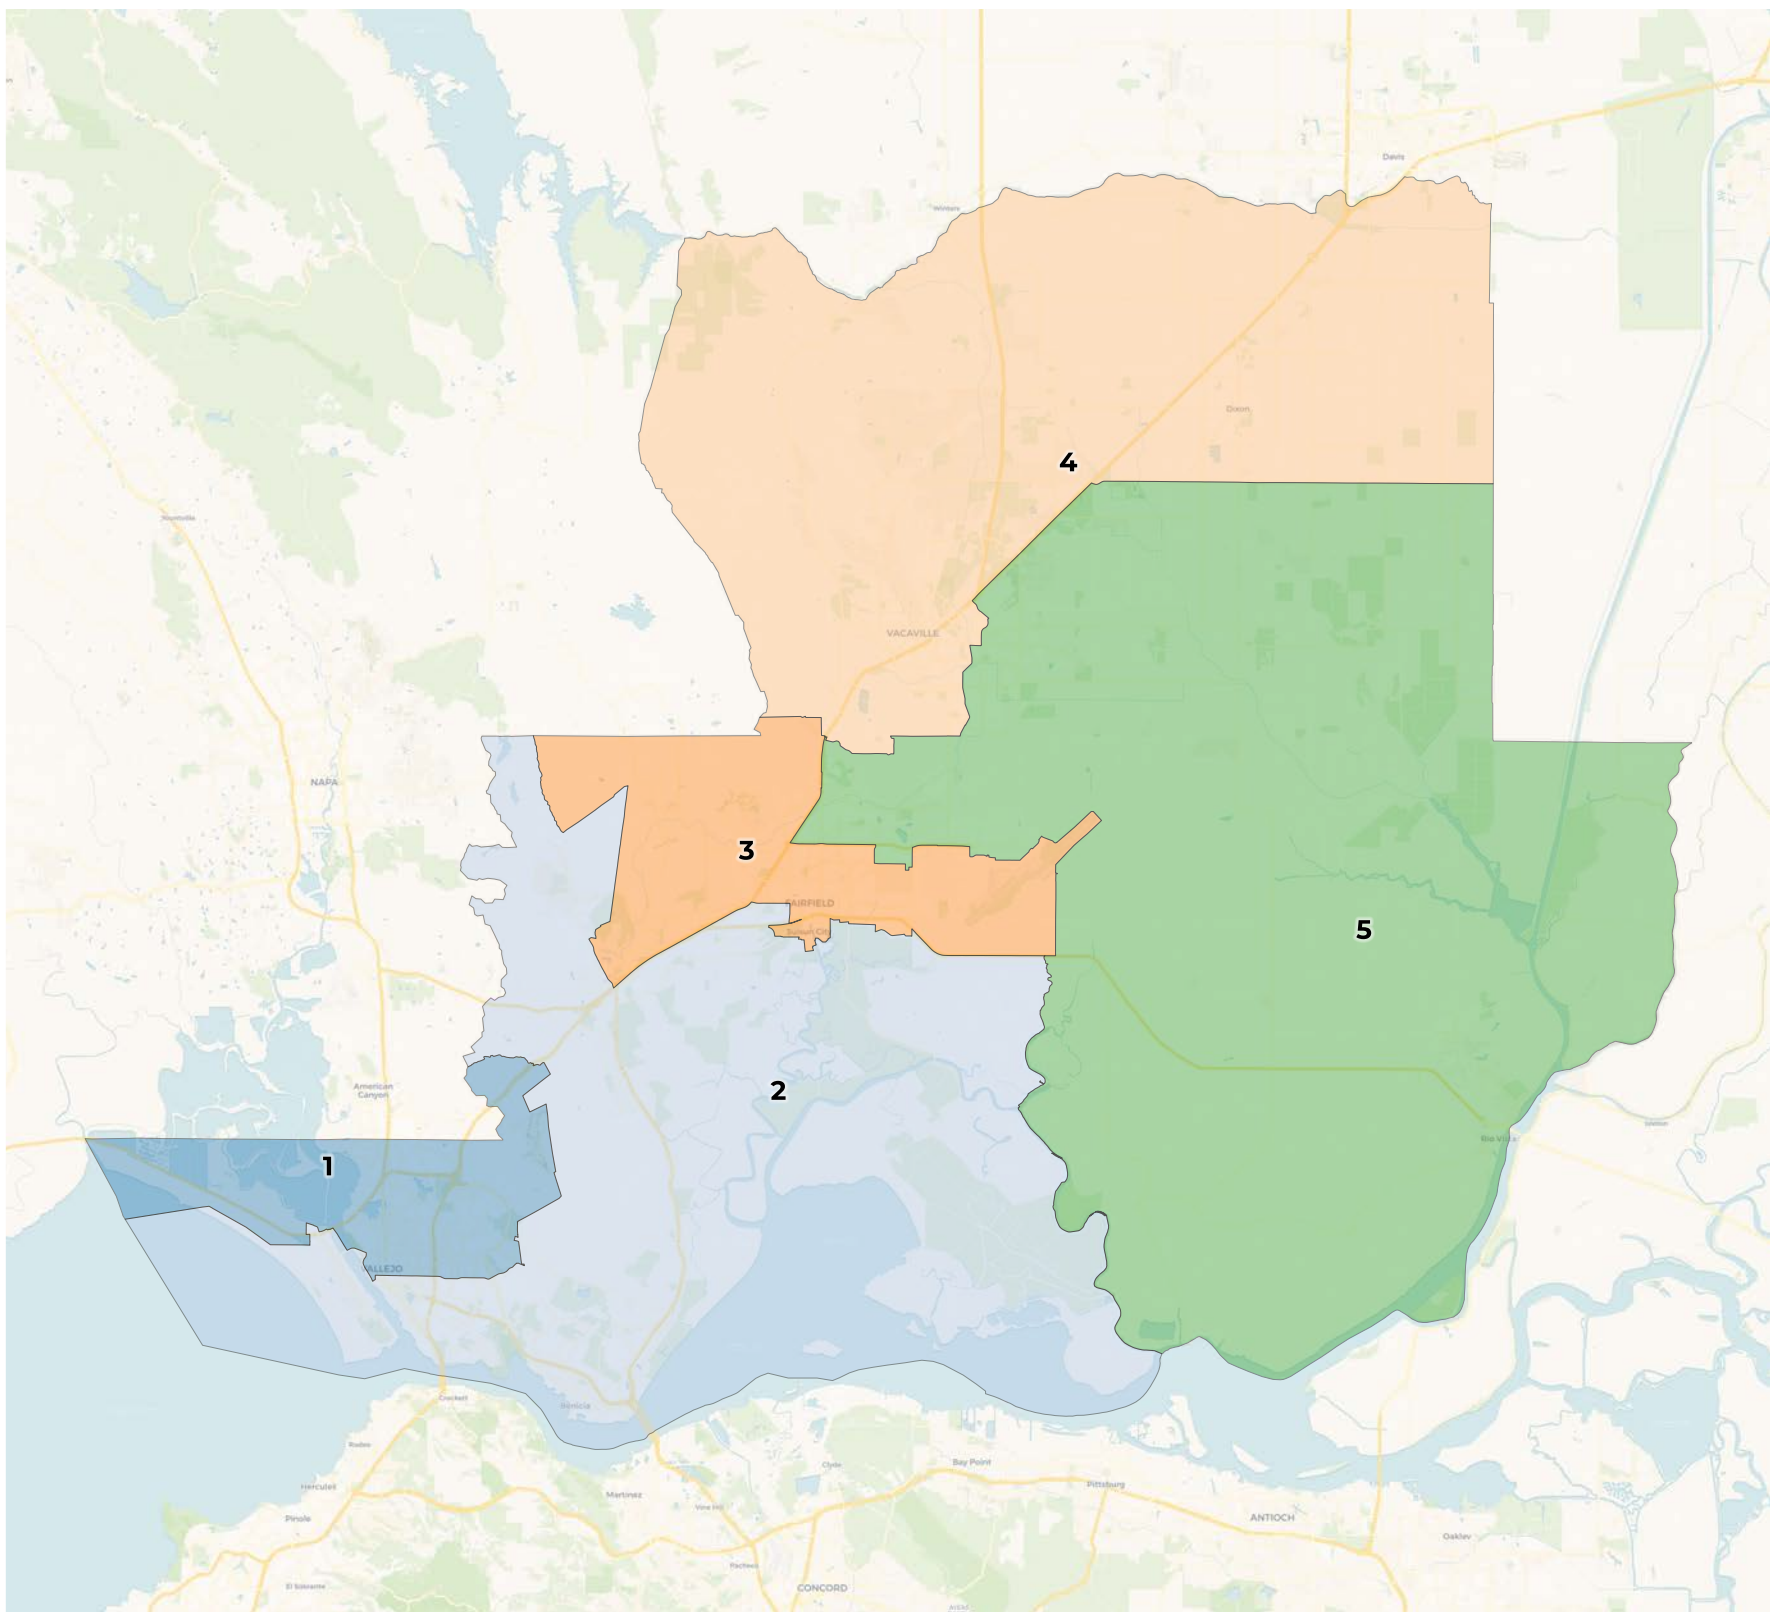 Davis
Winters
Dixon
4
Yountville
VACAVILLE
NAPA
3
FAIRFIELD
Suisun City
5
American
Canyon
2
1
Rio Vista
VALLEJO
Crockett
Benicia
Rodeo
Clyde
Bay Point
Pittsburg
Hercules
Martinez
Vine Hill
Pinole
ANTIOCH
Oakley
Pacheco
El Sobrante
CONCORD